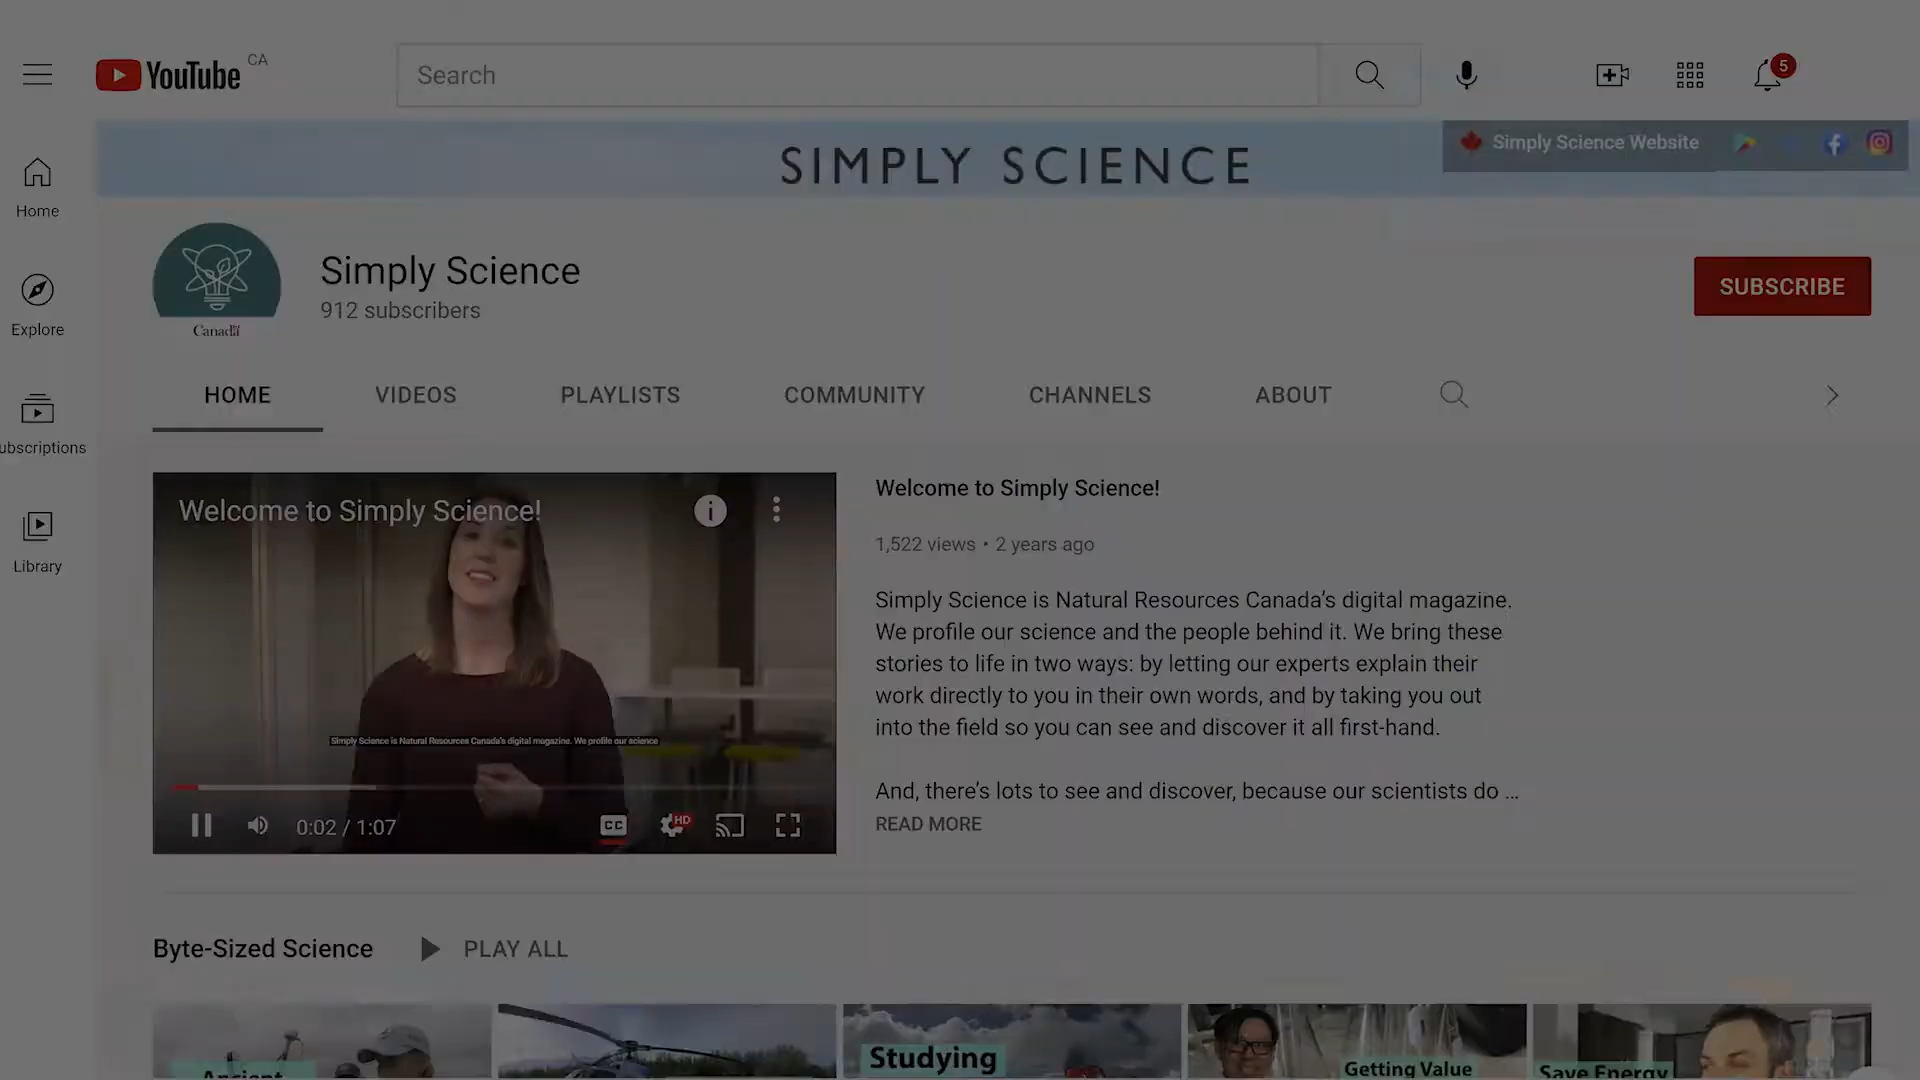 YouTube CA
Search
5
SIMPLY SCIENCE
Simply Science Website
Home
Explore
ubscriptions
Library
Canada
Simply Science
912 subscribers
SUBSCRIBE
HOME
VIDEOS
PLAYLISTS
COMMUNITY
CHANNELS
ABOUT
Welcome to Simply Science!
Simply Science is Natural Resources Canada's digital magazine. We profile our science
0:02 / 1:07
CC
HD
Welcome to Simply Science!
1,522 views • 2 years ago
Simply Science is Natural Resources Canada’s digital magazine.
We profile our science and the people behind it. We bring these
stories to life in two ways: by letting our experts explain their
work directly to you in their own words, and by taking you out
into the field so you can see and discover it all first-hand.
And, there’s lots to see and discover, because our scientists do ...
READ MORE
Byte-Sized Science
PLAY ALL
Ancient
Studying
Getting Value
Save Energy